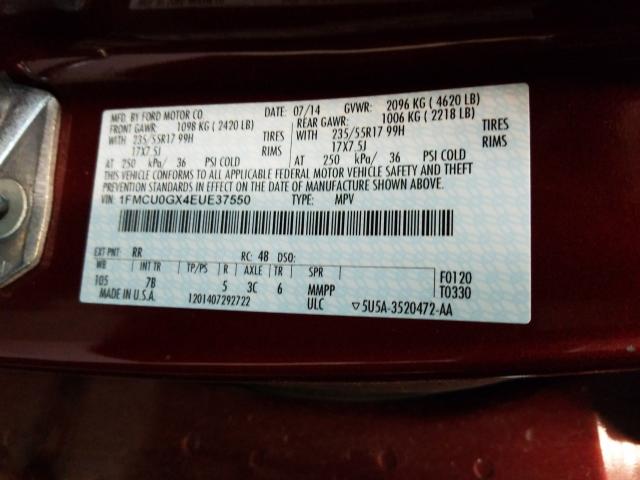 MFD. BY FORD MOTOR CO. 07/14 GVWR: 2096 KG ( 4620 LB)
FRONT GAWR: 1098 KG ( 2420 LB) REAR GAWR: 1006 KG ( 2218 LB)
WITH 235/55R17 99H TIRES WITH 235/55R17 99H TIRES
17X7.5J RIMS 17X7.5J RIMS
AT 250 kPa/ 36 PSI COLD AT 250 kPa/ 36 PSI COLD
THIS VEHICLE CONFORMS TO ALL APPLICABLE FEDERAL MOTOR VEHICLE SAFETY AND THEFT
PREVENTION STANDARDS IN EFFECT ON THE DATE OF MANUFACTURE SHOWN ABOVE.
VIN: 1FMCU0GX4EUE37550 TYPE: MPV
EXT PNT: RR RC: 48 DSO:
WB INT TR TP/PS R AXLE TR SPR F0120
105 7B 5 3C 6 MMPP T0330
MADE IN U.S.A. 1201407292722 ULC ▽5U5A-3520472-AA